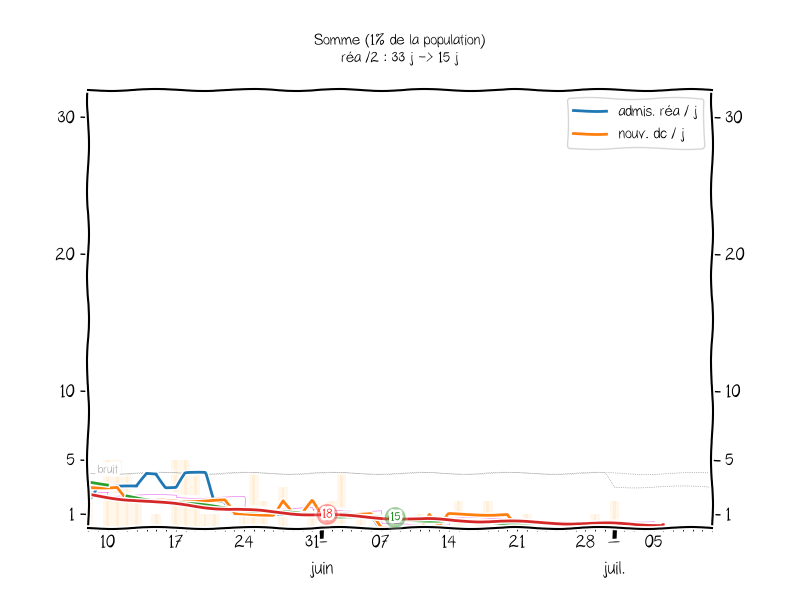 Somme (1% de la population)
réa /2 : 33 j -> 15 j
admis. réa / j
nouv. dc / j
30
30
20
20
10
10
5
5
bruit
1
1
18
15
10 17 24 31 07 14 21 28 05
juin juil.